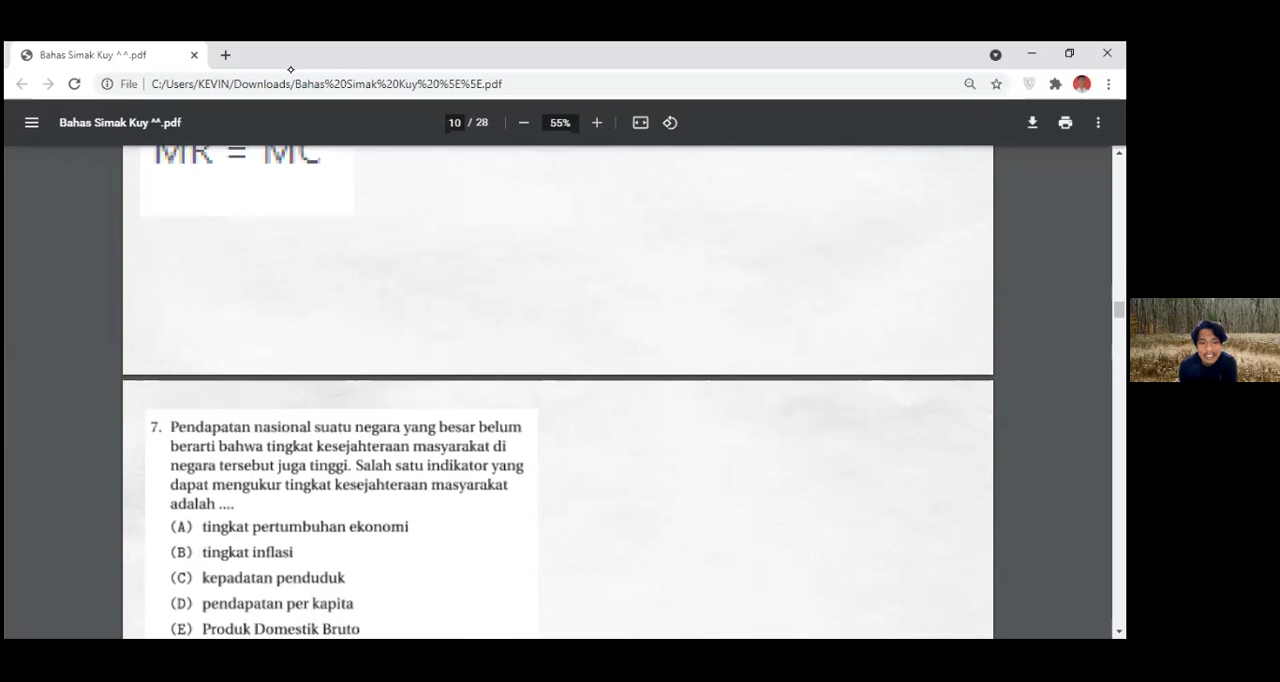 Bahas Simak Kuy ^^.pdf
File
C:/Users/KEVIN/Downloads/Bahas%20Simak%20Kuy%20%5E%5E.pdf
Bahas Simak Kuy ^^.pdf
10 / 28
55%
MR = MC
7. Pendapatan nasional suatu negara yang besar belum
berarti bahwa tingkat kesejahteraan masyarakat di
negara tersebut juga tinggi. Salah satu indikator yang
dapat mengukur tingkat kesejahteraan masyarakat
adalah ....
(A) tingkat pertumbuhan ekonomi
(B) tingkat inflasi
(C) kepadatan penduduk
(D) pendapatan per kapita
(E) Produk Domestik Bruto